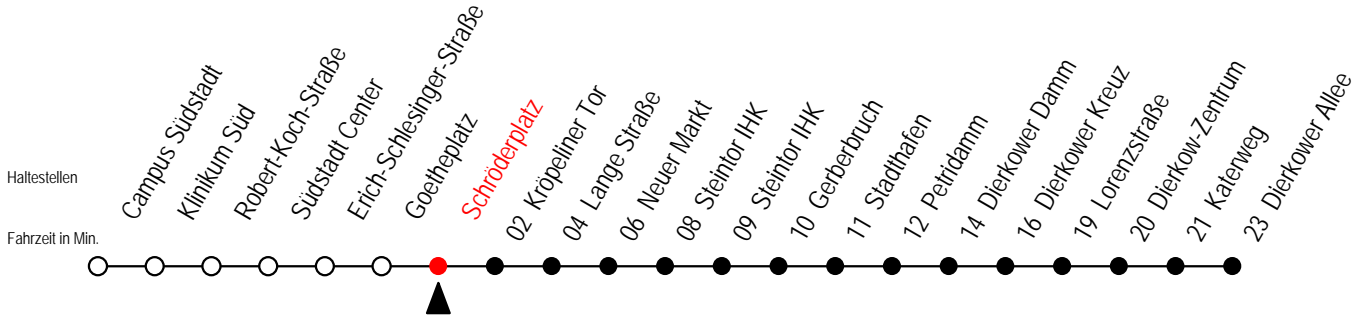 Haltestellen
Fahrzeit in Min.
Campus Südstadt
Klinikum Süd
Robert-Koch-Straße
Südstadt Center
Erich-Schlesinger-Straße
Goetheplatz
Schröderplatz
02 Kröpeliner Tor
04 Lange Straße
06 Neuer Markt
08 Steintor IHK
09 Steintor IHK
10 Gerberbruch
11 Stadthafen
12 Petridamm
14 Dierkower Damm
16 Dierkower Kreuz
19 Lorenzstraße
20 Dierkow-Zentrum
21 Katerweg
23 Dierkower Allee